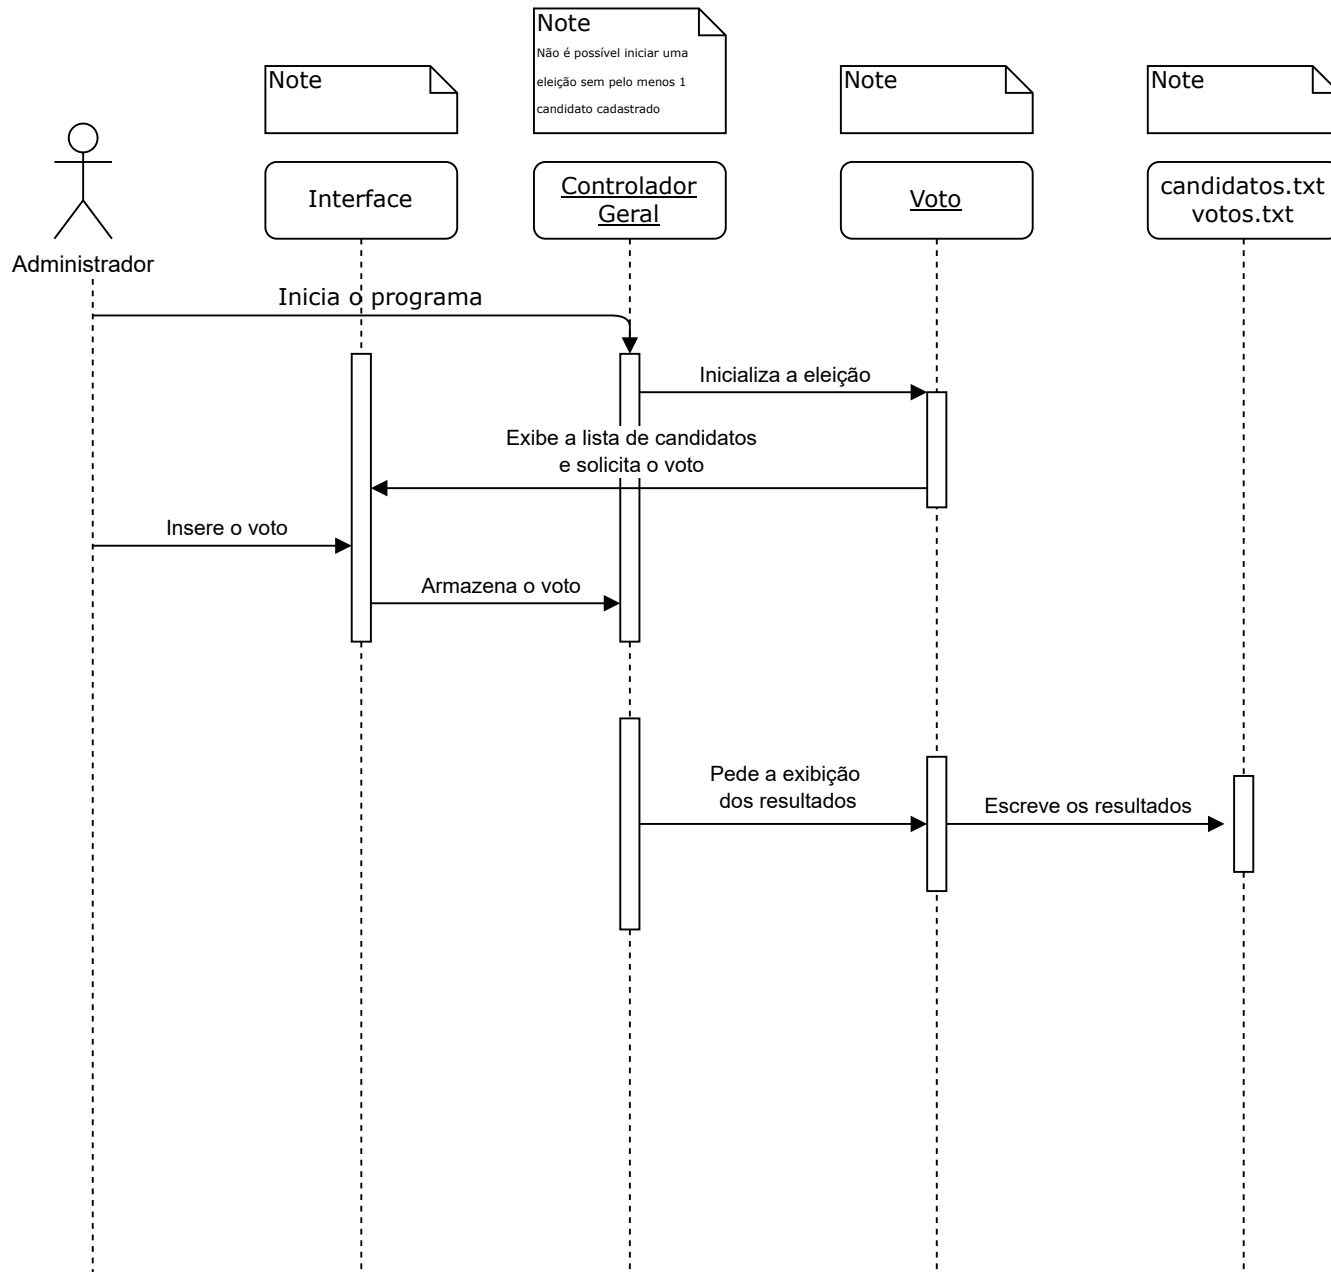 Note
Não é possível iniciar uma
eleição sem pelo menos 1
candidato cadastrado
Note
Note
Note
Interface
Controlador
Geral
Voto
candidatos.txt
votos.txt
Administrador
Inicia o programa
Inicializa a eleição
Exibe a lista de candidatos
e solicita o voto
Insere o voto
Armazena o voto
Pede a exibição
dos resultados
Escreve os resultados